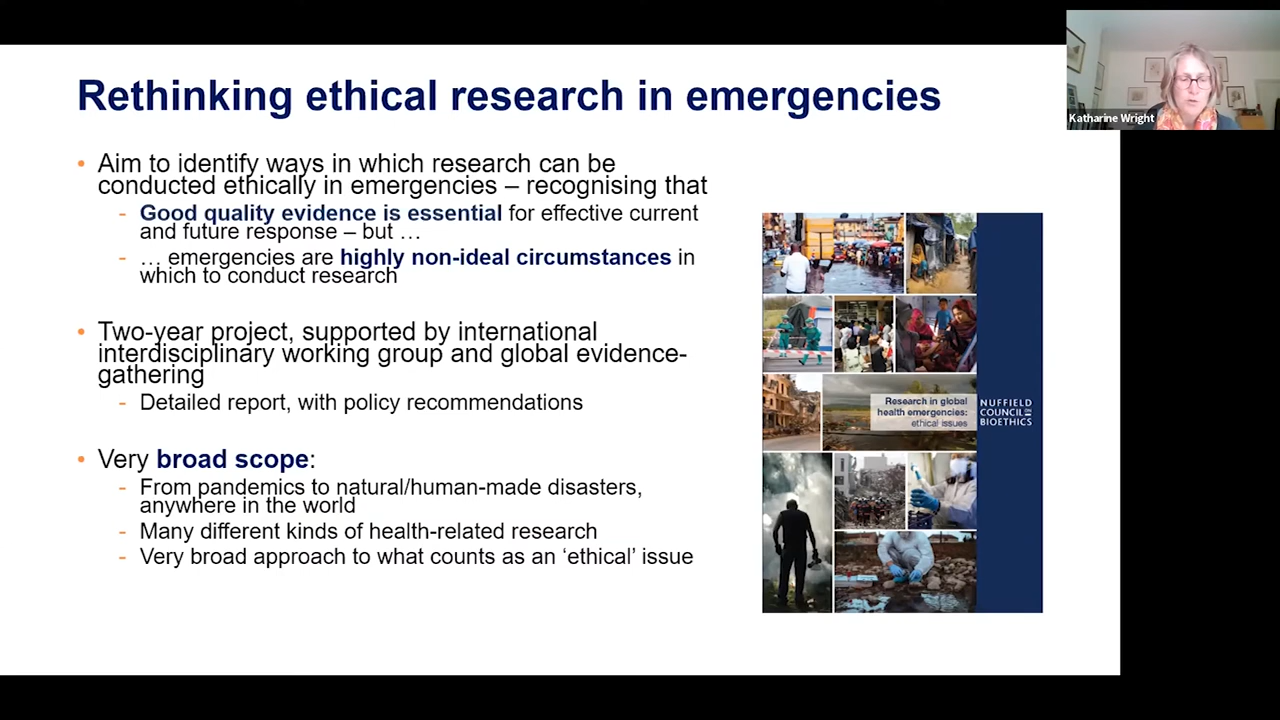 Rethinking ethical research in emergencies
Katharine Wright
• Aim to identify ways in which research can be
conducted ethically in emergencies – recognising that
- Good quality evidence is essential for effective current
and future response – but …
- … emergencies are highly non-ideal circumstances in
which to conduct research
• Two-year project, supported by international
interdisciplinary working group and global evidence-
gathering
- Detailed report, with policy recommendations
• Very broad scope:
- From pandemics to natural/human-made disasters,
anywhere in the world
- Many different kinds of health-related research
- Very broad approach to what counts as an ‘ethical’ issue
Research in global
health emergencies:
ethical issues
NUFFIELD
COUNCIL ON
BIOETHICS